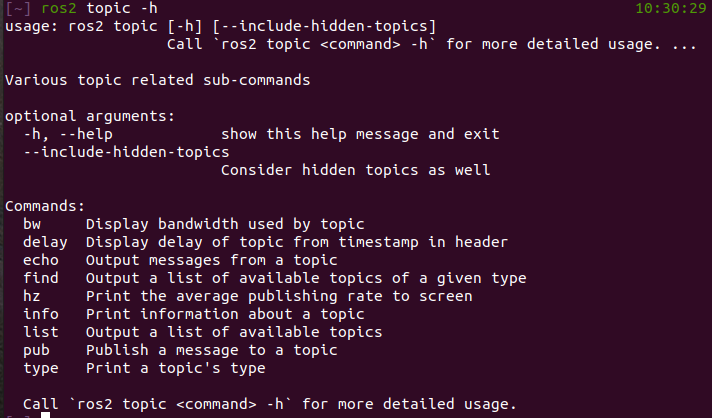 [~] ros2 topic -h 10:30:29
usage: ros2 topic [-h] [--include-hidden-topics]
Call `ros2 topic <command> -h` for more detailed usage. ...
Various topic related sub-commands
optional arguments:
-h, --help show this help message and exit
--include-hidden-topics
Consider hidden topics as well
Commands:
bw Display bandwidth used by topic
delay Display delay of topic from timestamp in header
echo Output messages from a topic
find Output a list of available topics of a given type
hz Print the average publishing rate to screen
info Print information about a topic
list Output a list of available topics
pub Publish a message to a topic
type Print a topic's type
Call `ros2 topic <command> -h` for more detailed usage.